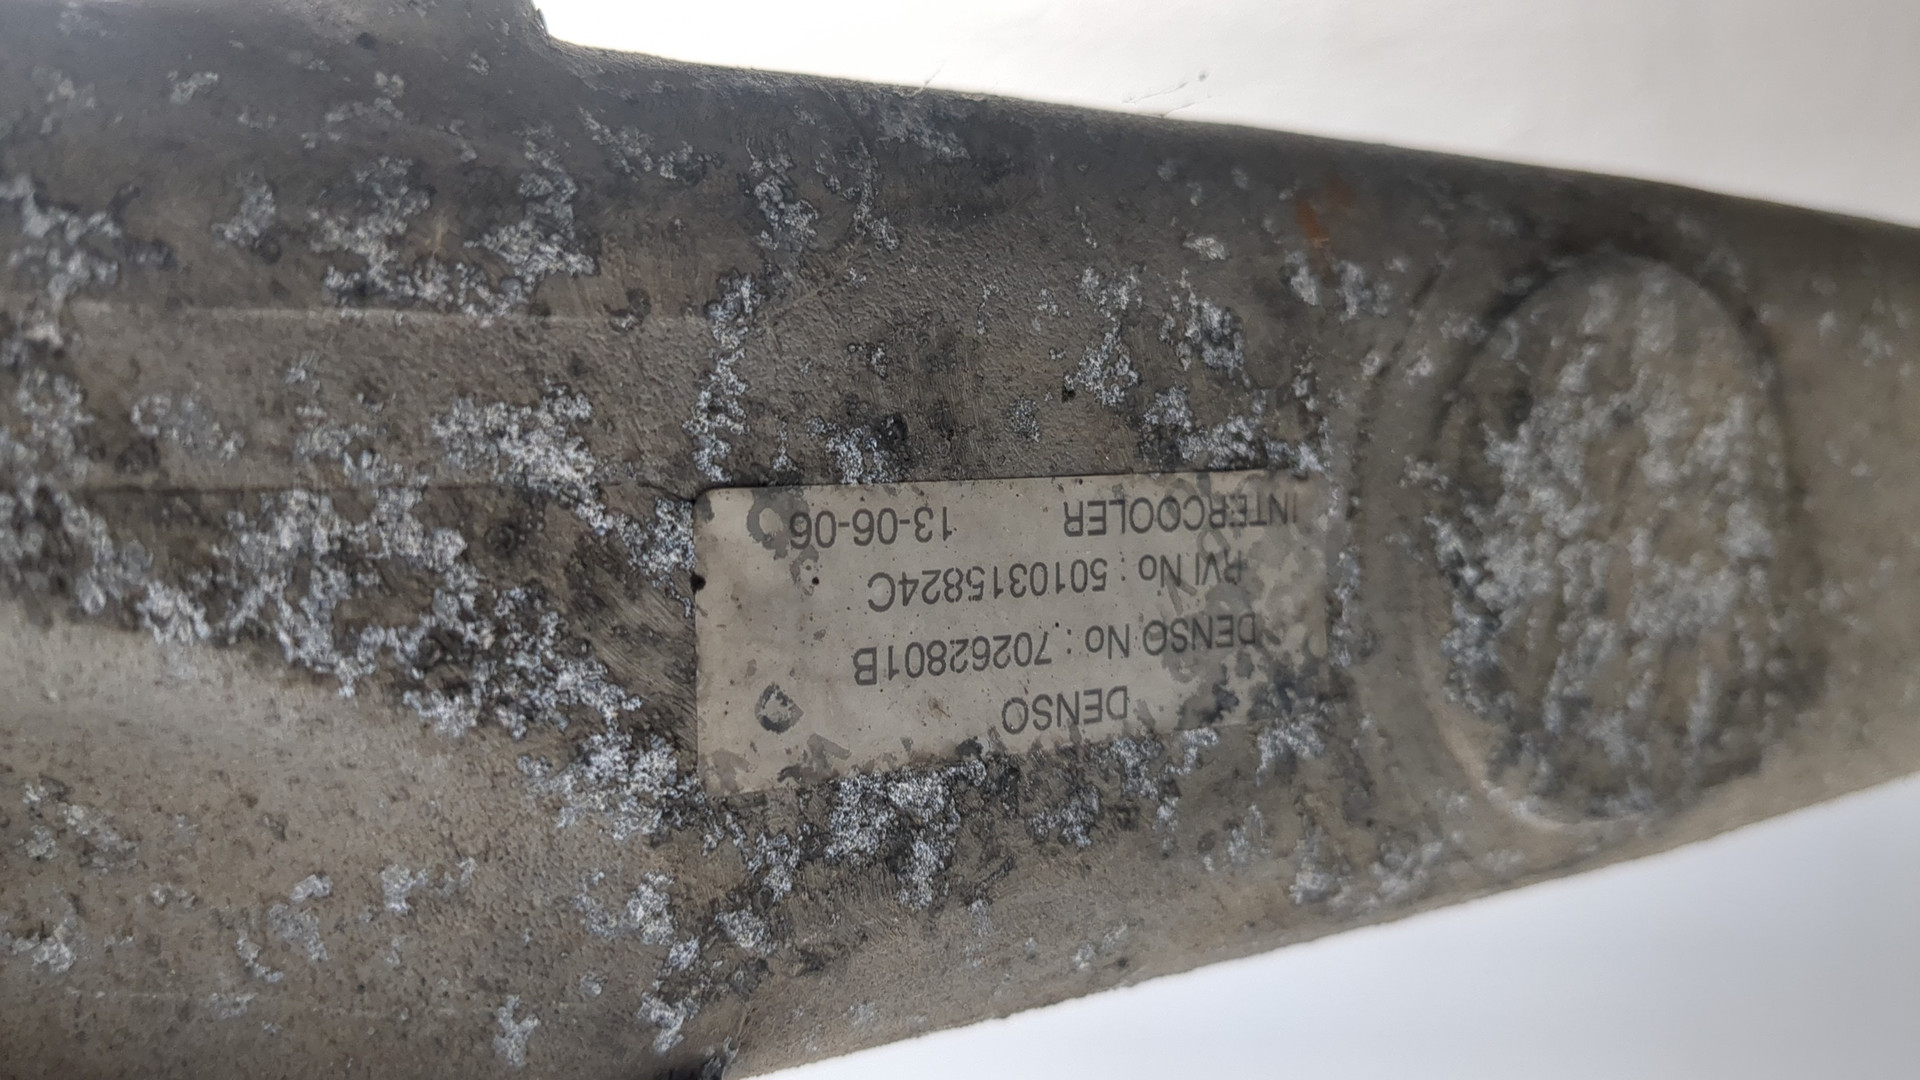 DENSO
DENSO No : 70262801B
RVI No : 5010315824C
INTERCOOLER 13-06-06